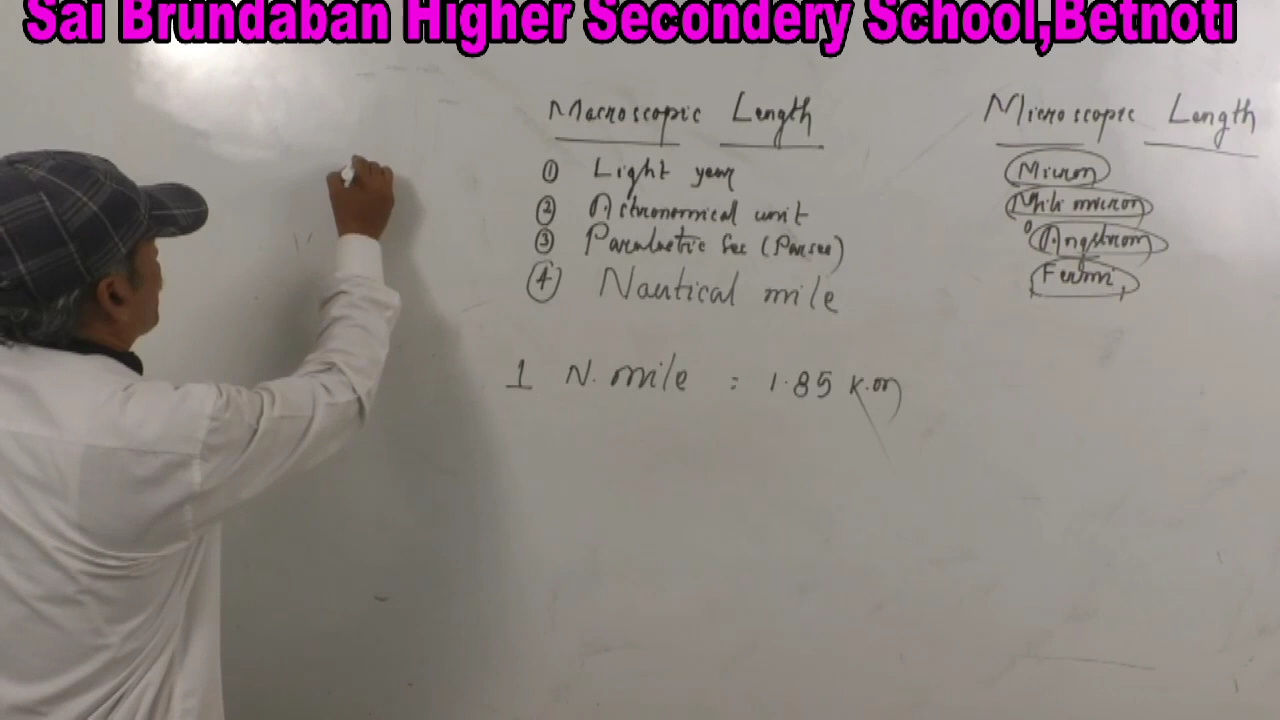 Sai Brundaban Higher Secondery School,Betnoti
Macroscopic Length
① Light year
② Astronomical unit
③ Parallactic Sec (Parsec)
④ Nautical mile
1 N. mile = 1.85 K.m
Microscopic Length
Micron
Milli micron
Angstrom
Fermi